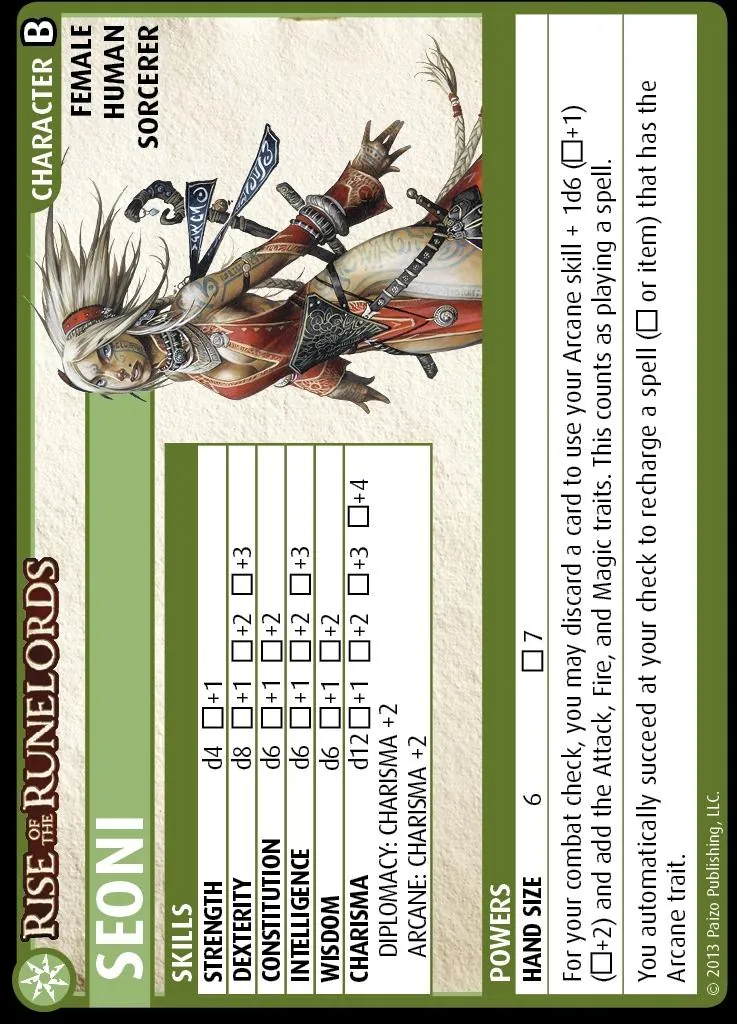 RISE OF THE RUNELORDS
CHARACTER B
SEONI
FEMALE
HUMAN
SORCERER
SKILLS
STRENGTH d4 □+1
DEXTERITY d8 □+1 □+2 □+3
CONSTITUTION d6 □+1 □+2
INTELLIGENCE d6 □+1 □+2 □+3
WISDOM d6 □+1 □+2
CHARISMA d12 □+1 □+2 □+3 □+4
DIPLOMACY: CHARISMA +2
ARCANE: CHARISMA +2
POWERS
HAND SIZE 6 □ 7
For your combat check, you may discard a card to use your Arcane skill + 1d6 (□+1)
(□+2) and add the Attack, Fire, and Magic traits. This counts as playing a spell.
You automatically succeed at your check to recharge a spell (□ or item) that has the
Arcane trait.
© 2013 Paizo Publishing, LLC.